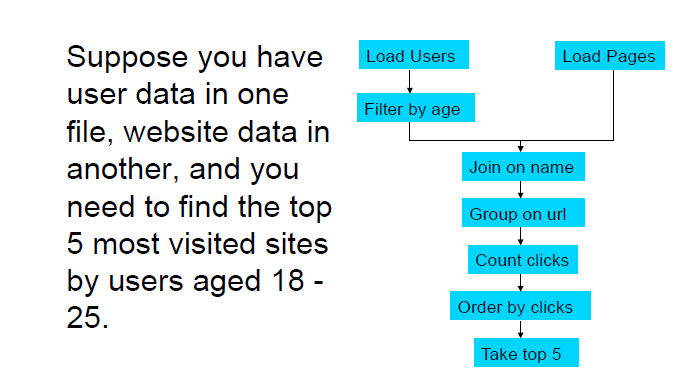 Suppose you have
user data in one
file, website data in
another, and you
need to find the top
5 most visited sites
by users aged 18 -
25.
Load Users
Load Pages
Filter by age
Join on name
Group on url
Count clicks
Order by clicks
Take top 5